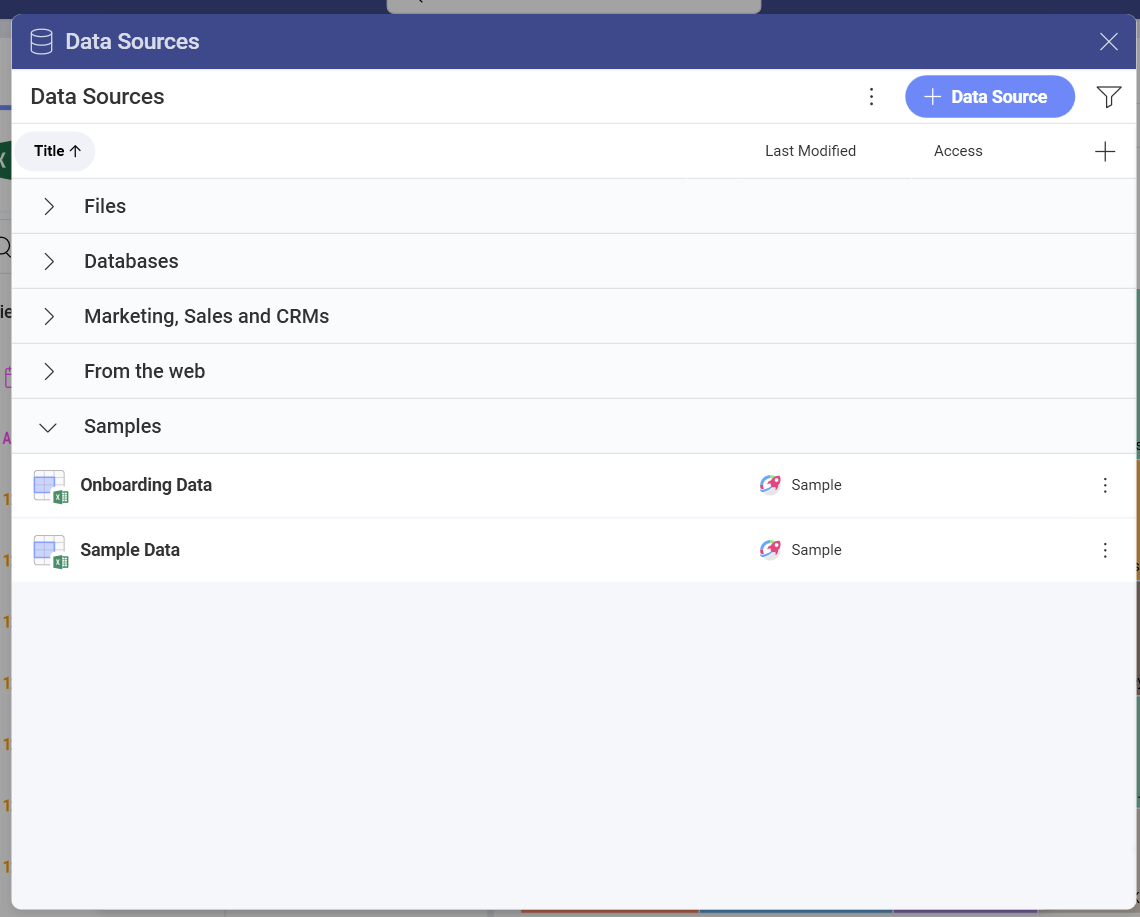 Data Sources
Data Sources
Data Source
Title
Last Modified
Access
Files
Databases
Marketing, Sales and CRMs
From the web
Samples
Onboarding Data
Sample
Sample Data
Sample